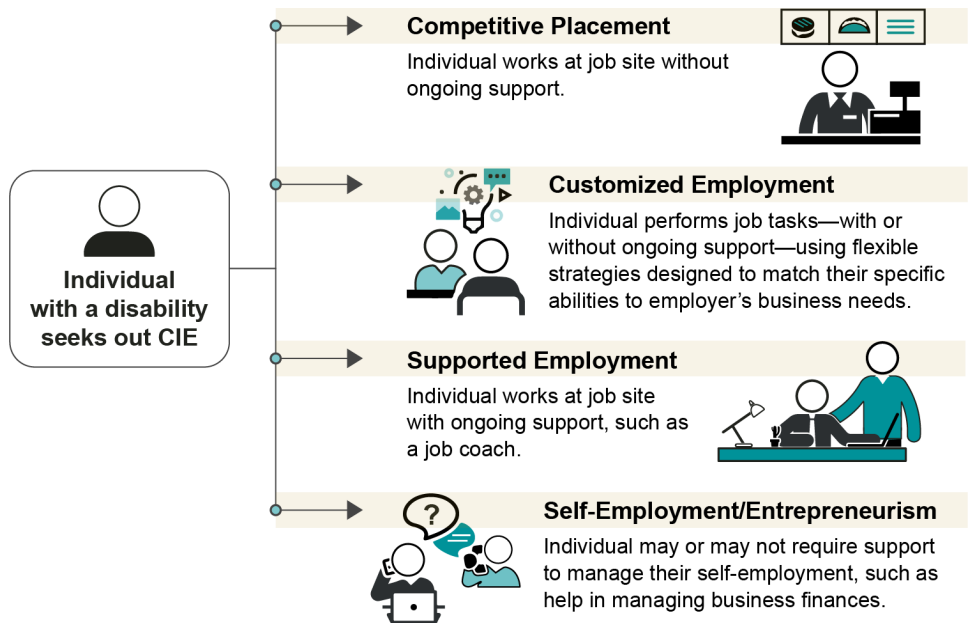 Individual
with a disability
seeks out CIE
Competitive Placement
Individual works at job site without
ongoing support.
Customized Employment
Individual performs job tasks—with or
without ongoing support—using flexible
strategies designed to match their specific
abilities to employer’s business needs.
Supported Employment
Individual works at job site
with ongoing support, such as
a job coach.
?
Self-Employment/Entrepreneurism
Individual may or may not require support
to manage their self-employment, such as
help in managing business finances.